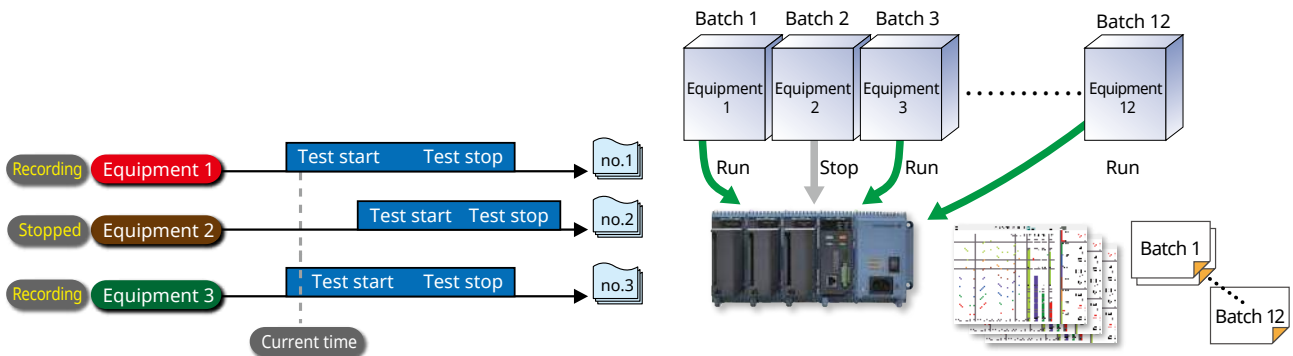 Recording
Equipment 1
Test start
Test stop
no.1
Stopped
Equipment 2
Test start
Test stop
no.2
Recording
Equipment 3
Test start
Test stop
no.3
Current time
Batch 1
Batch 2
Batch 3
Batch 12
Equipment
1
Equipment
2
Equipment
3
Equipment
12
Run
Stop
Run
Run
Batch 1
Batch 12